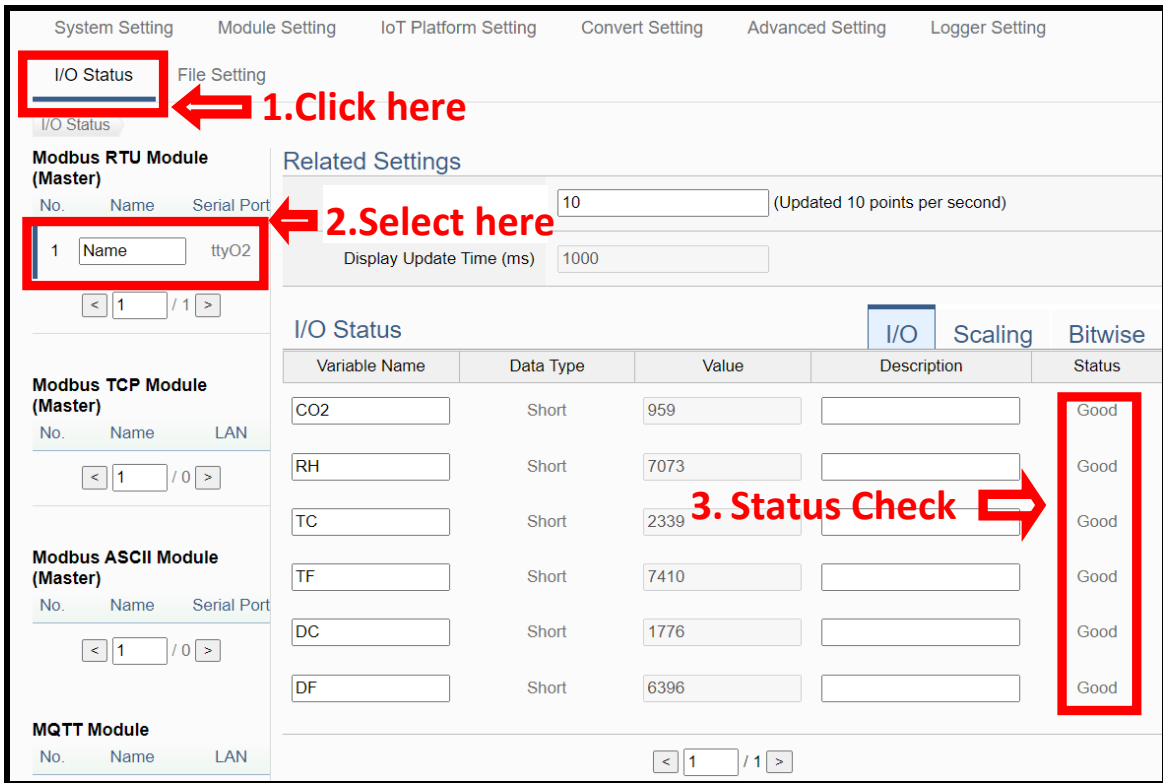 System Setting Module Setting IoT Platform Setting Convert Setting Advanced Setting Logger Setting
I/O Status File Setting
1.Click here
I/O Status
Modbus RTU Module
(Master)
No. Name Serial Port
1 Name ttyO2
< 1 / 1 >
Modbus TCP Module
(Master)
No. Name LAN
< 1 / 0 >
Modbus ASCII Module
(Master)
No. Name Serial Port
< 1 / 0 >
MQTT Module
No. Name LAN
Related Settings
10 (Updated 10 points per second)
2.Select here
Display Update Time (ms) 1000
I/O Status I/O Scaling Bitwise
Variable Name Data Type Value Description Status
CO2 Short 959 Good
RH Short 7073 Good
3. Status Check
TC Short 2339 Good
TF Short 7410 Good
DC Short 1776 Good
DF Short 6396 Good
< 1 / 1 >